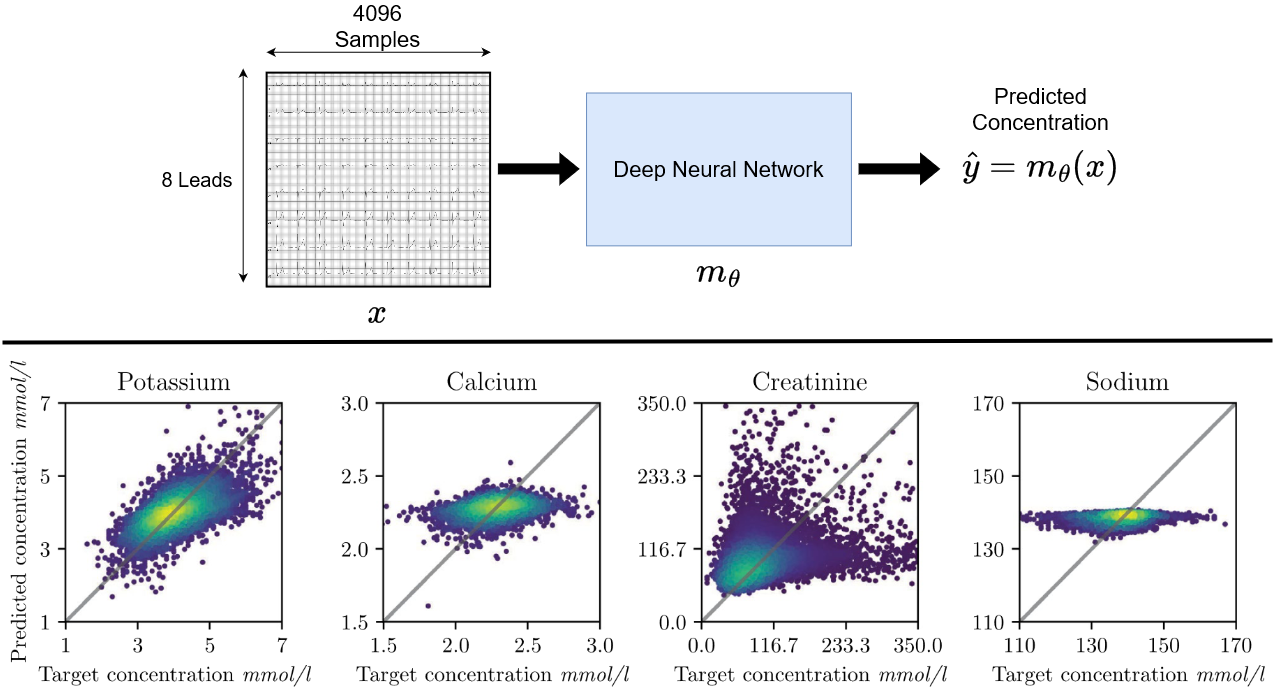 4096
Samples
8 Leads
x
Deep Neural Network
m_θ
Predicted
Concentration
ŷ = m_θ(x)
Predicted concentration mmol/l
Potassium
7
5
3
1
1 3 5 7
Target concentration mmol/l
Calcium
3.0
2.5
2.0
1.5
1.5 2.0 2.5 3.0
Target concentration mmol/l
Creatinine
350.0
233.3
116.7
0.0
0.0 116.7 233.3 350.0
Target concentration mmol/l
Sodium
170
150
130
110
110 130 150 170
Target concentration mmol/l